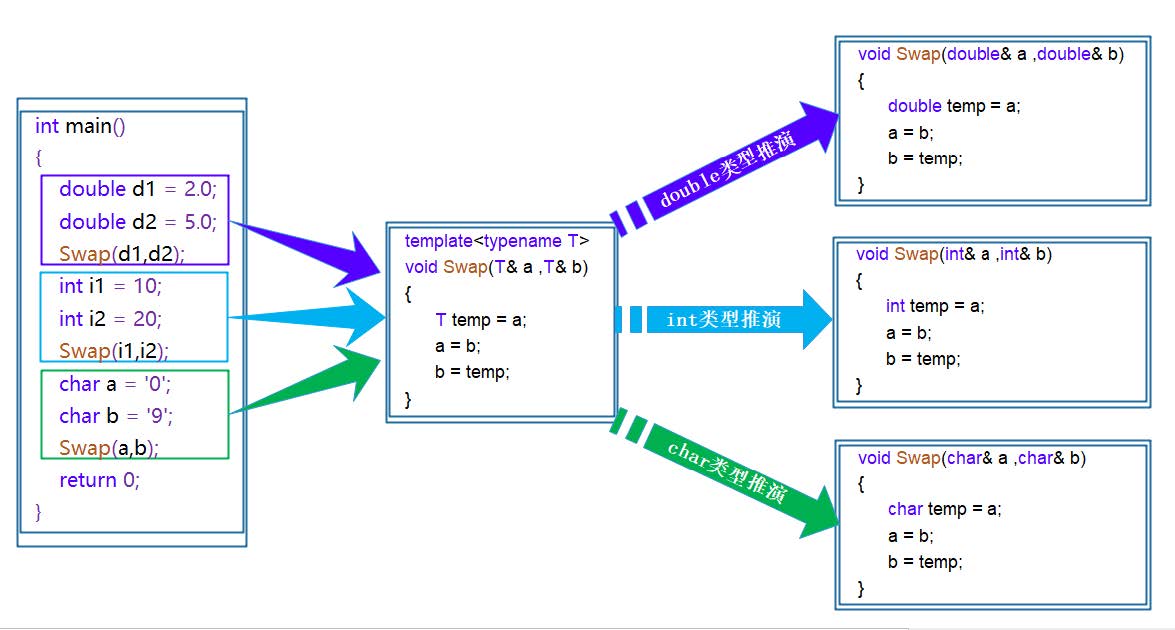 int main()
{
double d1 = 2.0;
double d2 = 5.0;
Swap(d1,d2);
int i1 = 10;
int i2 = 20;
Swap(i1,i2);
char a = '0';
char b = '9';
Swap(a,b);
return 0;
}
template<typename T>
void Swap(T& a ,T& b)
{
T temp = a;
a = b;
b = temp;
}
double类型推演
int类型推演
char类型推演
void Swap(double& a ,double& b)
{
double temp = a;
a = b;
b = temp;
}
void Swap(int& a ,int& b)
{
int temp = a;
a = b;
b = temp;
}
void Swap(char& a ,char& b)
{
char temp = a;
a = b;
b = temp;
}